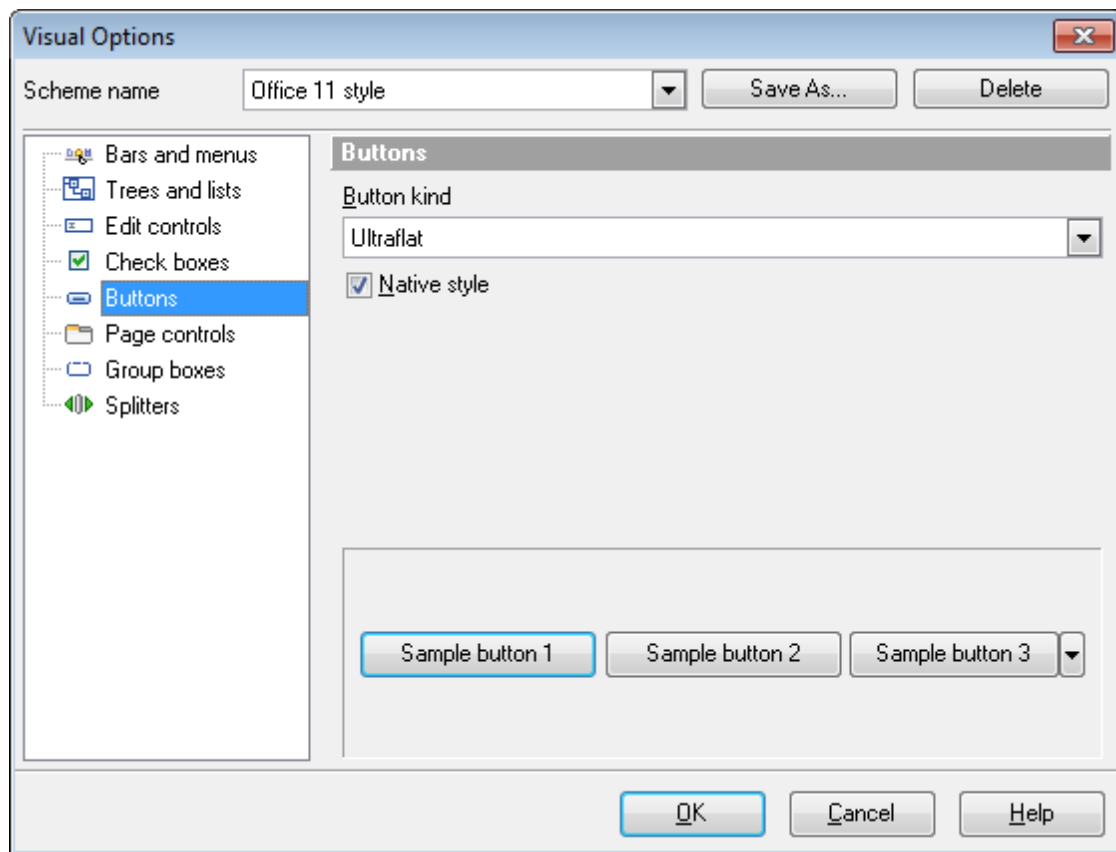 Visual Options
Scheme name Office 11 style Save As... Delete
Bars and menus
Trees and lists
Edit controls
Check boxes
Buttons
Page controls
Group boxes
Splitters
Buttons
Button kind
Ultraflat
Native style
Sample button 1 Sample button 2 Sample button 3
OK Cancel Help